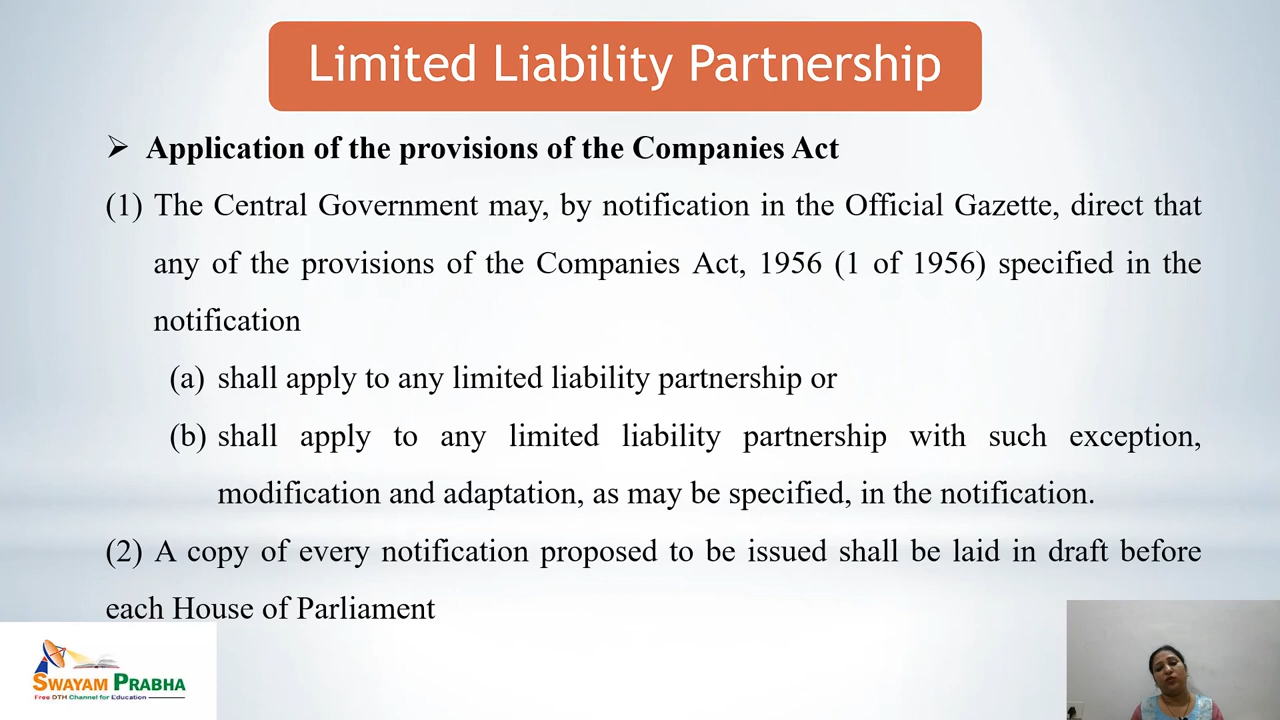 Limited Liability Partnership
➢ Application of the provisions of the Companies Act
(1) The Central Government may, by notification in the Official Gazette, direct that
any of the provisions of the Companies Act, 1956 (1 of 1956) specified in the
notification
(a) shall apply to any limited liability partnership or
(b) shall apply to any limited liability partnership with such exception,
modification and adaptation, as may be specified, in the notification.
(2) A copy of every notification proposed to be issued shall be laid in draft before
each House of Parliament
SWAYAM PRABHA
Free DTH Channel for Education